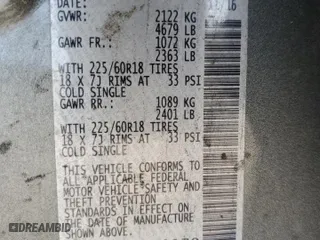 DATE: /16
GVWR: 2122 KG
4679 LB
GAWR FR.: 1072 KG
2363 LB
WITH 225/60R18 TIRES
18 X 7J RIMS AT 33 PSI
COLD SINGLE
GAWR RR.: 1089 KG
2401 LB
WITH 225/60R18 TIRES
18 X 7J RIMS AT 33 PSI
COLD SINGLE
THIS VEHICLE CONFORMS TO
ALL APPLICABLE FEDERAL
MOTOR VEHICLE SAFETY AND
THEFT PREVENTION
STANDARDS IN EFFECT ON
THE DATE OF MANUFACTURE
SHOWN ABOVE.
DREAMBID